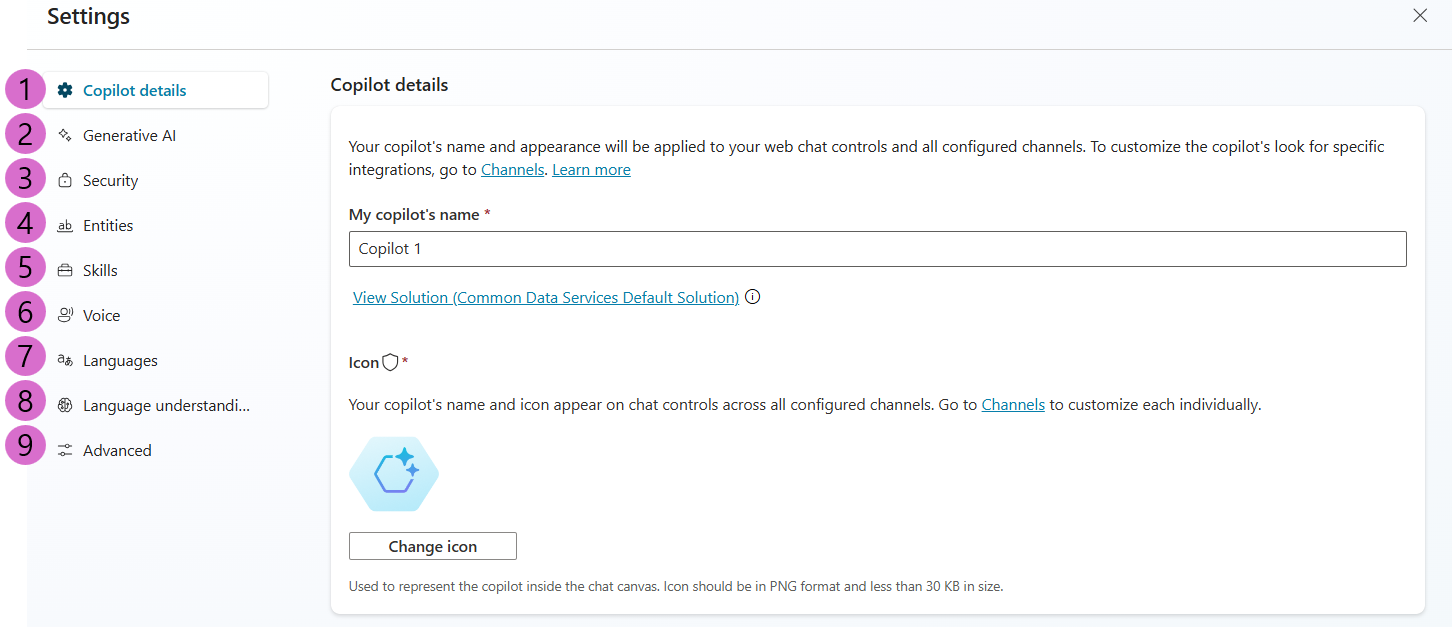 Settings
1 Copilot details
2 Generative AI
3 Security
4 ab Entities
5 Skills
6 Voice
7 Languages
8 Language understandi...
9 Advanced
Copilot details
Your copilot's name and appearance will be applied to your web chat controls and all configured channels. To customize the copilot's look for specific
integrations, go to Channels. Learn more
My copilot's name *
Copilot 1
View Solution (Common Data Services Default Solution)
Icon *
Your copilot's name and icon appear on chat controls across all configured channels. Go to Channels to customize each individually.
Change icon
Used to represent the copilot inside the chat canvas. Icon should be in PNG format and less than 30 KB in size.